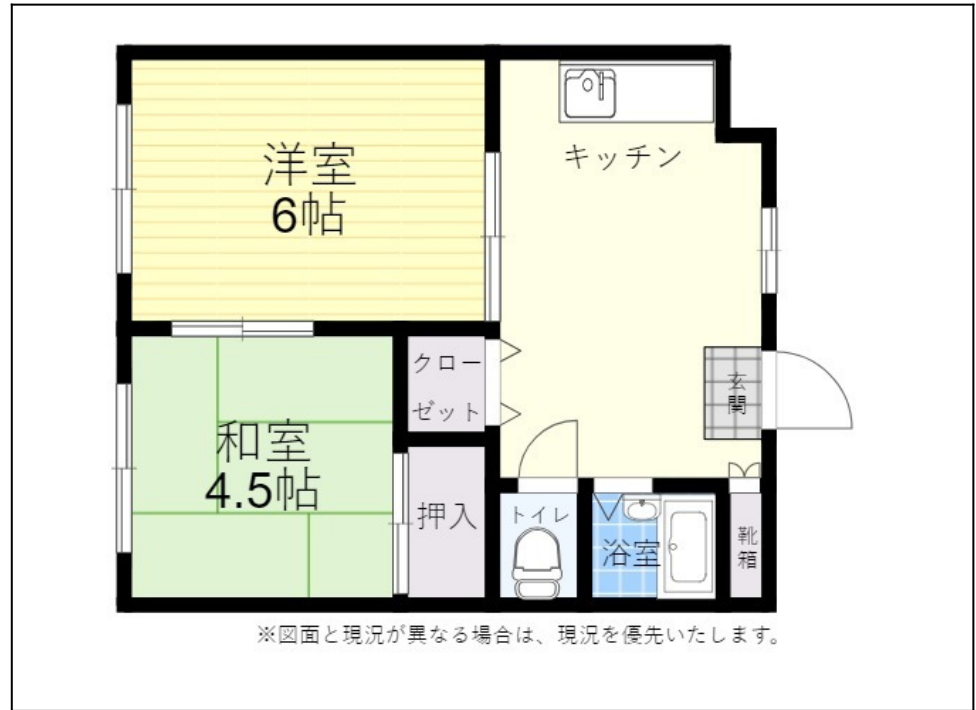 洋室
6帖
キッチン
クロー
ゼット
玄
関
和室
4.5帖
押入
トイレ
浴室
靴
箱
※図面と現況が異なる場合は、現況を優先いたします。